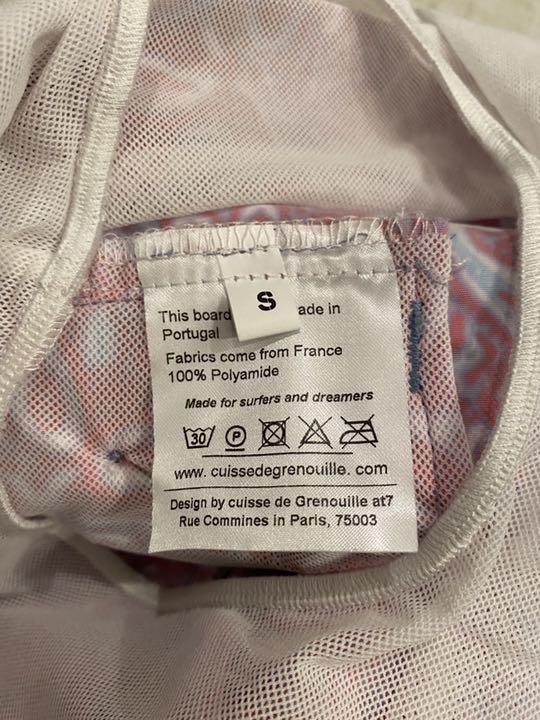 S
This board ade in
Portugal
Fabrics come from France
100% Polyamide
Made for surfers and dreamers
30 P
www.cuissedegrenouille.com
Design by cuisse de Grenouille at7
Rue Commines in Paris, 75003